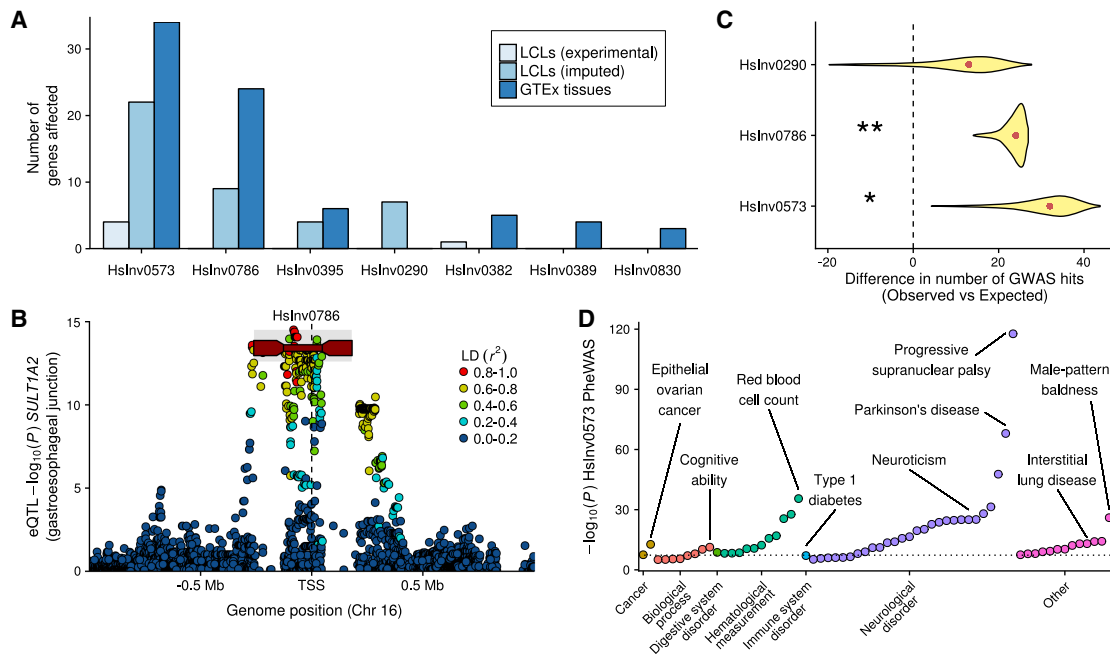 A
Number of
genes affected
30
20
10
0
LCLs (experimental)
LCLs (imputed)
GTEx tissues
HsInv0573
HsInv0786
HsInv0395
HsInv0290
HsInv0382
HsInv0389
HsInv0830
C
HsInv0290
HsInv0786
**
HsInv0573
*
-20
0
20
40
Difference in number of GWAS hits
(Observed vs Expected)
B
HsInv0786
eQTL −log10(P) SULT1A2
(gastroesophageal junction)
15
10
5
0
LD (r²)
0.8-1.0
0.6-0.8
0.4-0.6
0.2-0.4
0.0-0.2
-0.5 Mb
TSS
0.5 Mb
Genome position (Chr 16)
D
−log10(P) HsInv0573 PheWAS
120
90
60
30
0
Epithelial
ovarian
cancer
Cognitive
ability
Red blood
cell count
Type 1
diabetes
Neuroticism
Progressive
supranuclear palsy
Parkinson's disease
Male-pattern
baldness
Interstitial
lung disease
Cancer
Biological
process
Digestive system
disorder
Hematological
measurement
Immune system
disorder
Neurological
disorder
Other